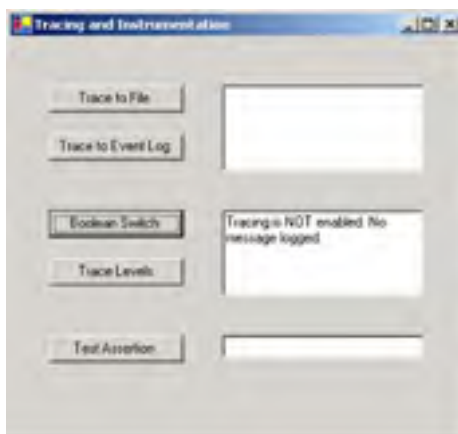 Tracing and Instrumentation
Trace to File
Trace to Event Log
Boolean Switch
Tracing is NOT enabled. No
message logged.
Trace Levels
Test Assertion